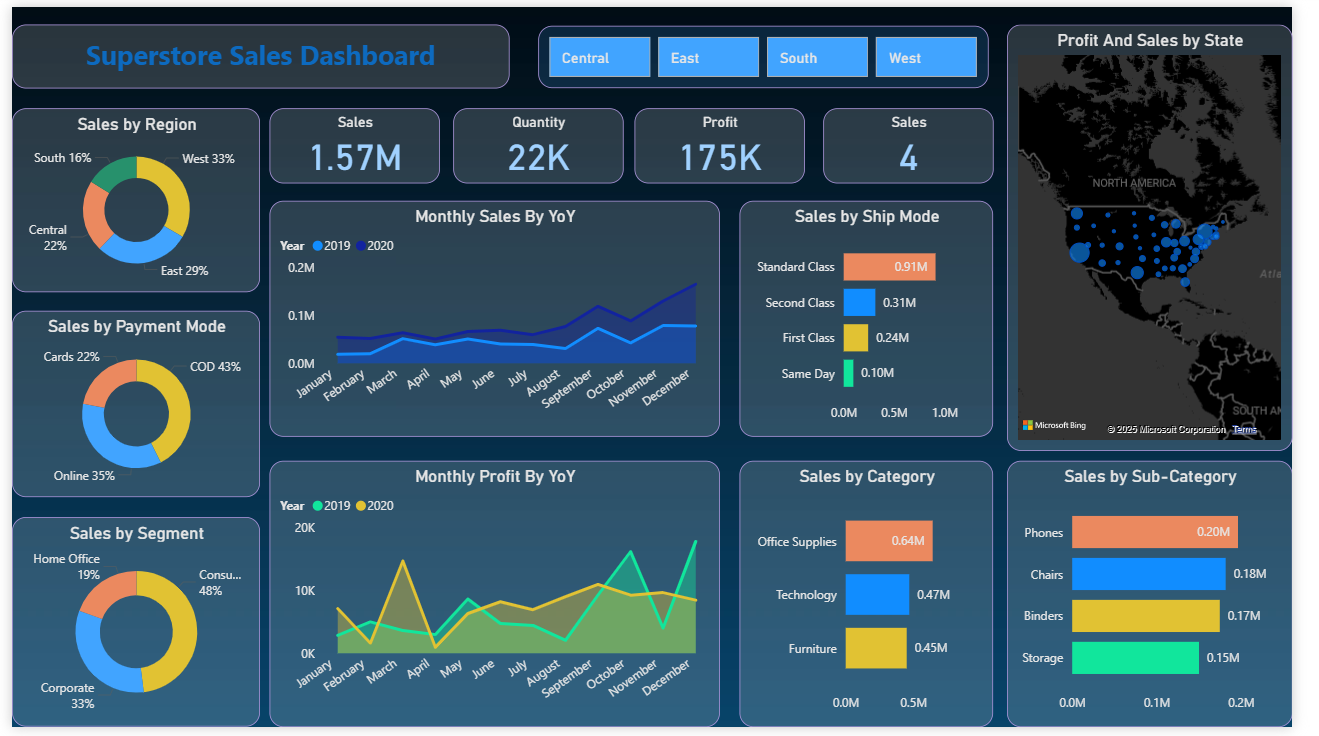 Superstore Sales Dashboard
Central
East
South
West
Profit And Sales by State
NORTH AMERICA
Atla
SOUTH AM
Microsoft Bing
© 2025 Microsoft Corporation Terms
Sales by Region
South 16%
West 33%
Central
22%
East 29%
Sales
1.57M
Quantity
22K
Profit
175K
Sales
4
Monthly Sales By YoY
Year 2019 2020
0.2M
0.1M
0.0M
January
February
March
April
May
June
July
August
September
October
November
December
Sales by Ship Mode
Standard Class 0.91M
Second Class 0.31M
First Class 0.24M
Same Day 0.10M
0.0M 0.5M 1.0M
Sales by Payment Mode
Cards 22%
COD 43%
Online 35%
Sales by Segment
Home Office
19%
Consu...
48%
Corporate
33%
Monthly Profit By YoY
Year 2019 2020
20K
10K
0K
January
February
March
April
May
June
July
August
September
October
November
December
Sales by Category
Office Supplies 0.64M
Technology 0.47M
Furniture 0.45M
0.0M 0.5M
Sales by Sub-Category
Phones 0.20M
Chairs 0.18M
Binders 0.17M
Storage 0.15M
0.0M 0.1M 0.2M